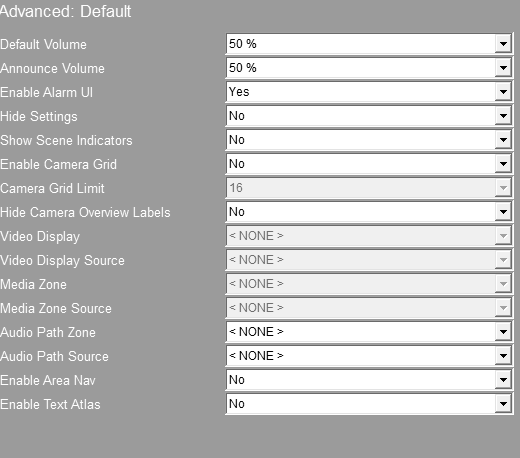 Advanced: Default
Default Volume 50 %
Announce Volume 50 %
Enable Alarm UI Yes
Hide Settings No
Show Scene Indicators No
Enable Camera Grid No
Camera Grid Limit 16
Hide Camera Overview Labels No
Video Display < NONE >
Video Display Source < NONE >
Media Zone < NONE >
Media Zone Source < NONE >
Audio Path Zone < NONE >
Audio Path Source < NONE >
Enable Area Nav No
Enable Text Atlas No